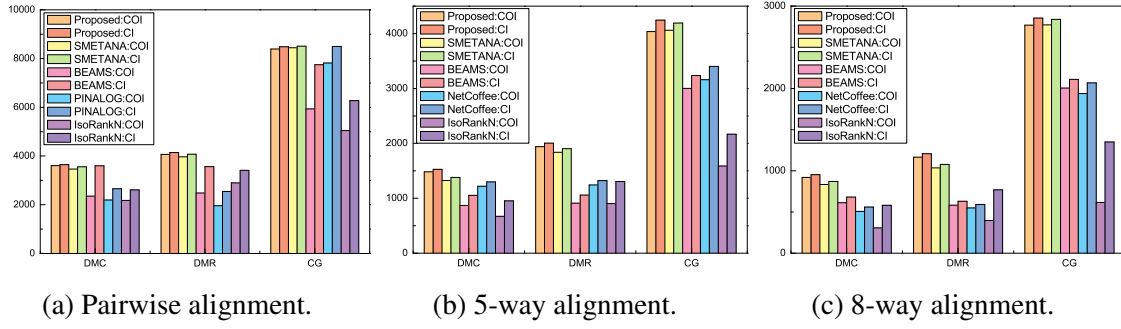 10000
8000
6000
4000
2000
0
Proposed:COI
Proposed:CI
SMETANA:COI
SMETANA:CI
BEAMS:COI
BEAMS:CI
PINALOG:COI
PINALOG:CI
IsoRankN:COI
IsoRankN:CI
DMC DMR CG
(a) Pairwise alignment.
4000
3000
2000
1000
0
Proposed:COI
Proposed:CI
SMETANA:COI
SMETANA:CI
BEAMS:COI
BEAMS:CI
NetCoffee:COI
NetCoffee:CI
IsoRankN:COI
IsoRankN:CI
DMC DMR CG
(b) 5-way alignment.
3000
2000
1000
0
Proposed:COI
Proposed:CI
SMETANA:COI
SMETANA:CI
BEAMS:COI
BEAMS:CI
NetCoffee:COI
NetCoffee:CI
IsoRankN:COI
IsoRankN:CI
DMC DMR CG
(c) 8-way alignment.